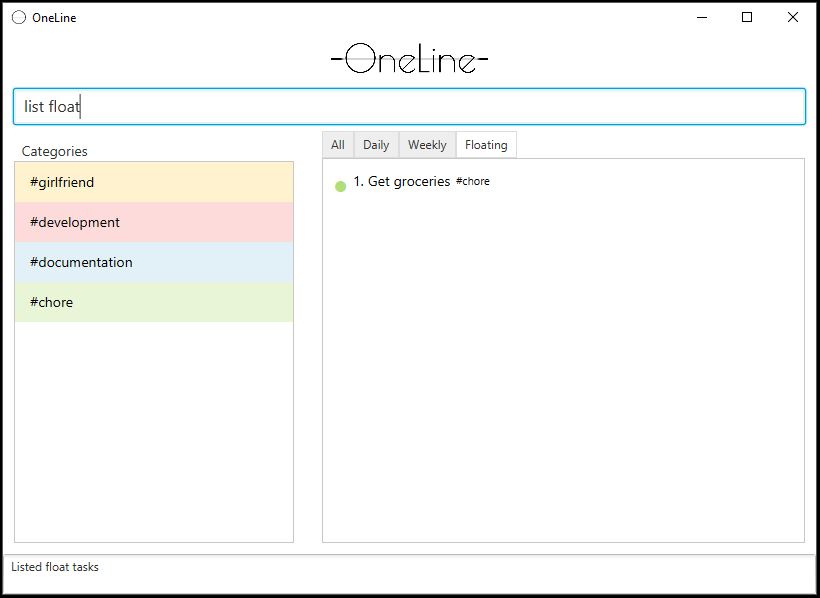 OneLine
-OneLine-
list float
Categories
#girlfriend
#development
#documentation
#chore
All Daily Weekly Floating
1. Get groceries #chore
Listed float tasks